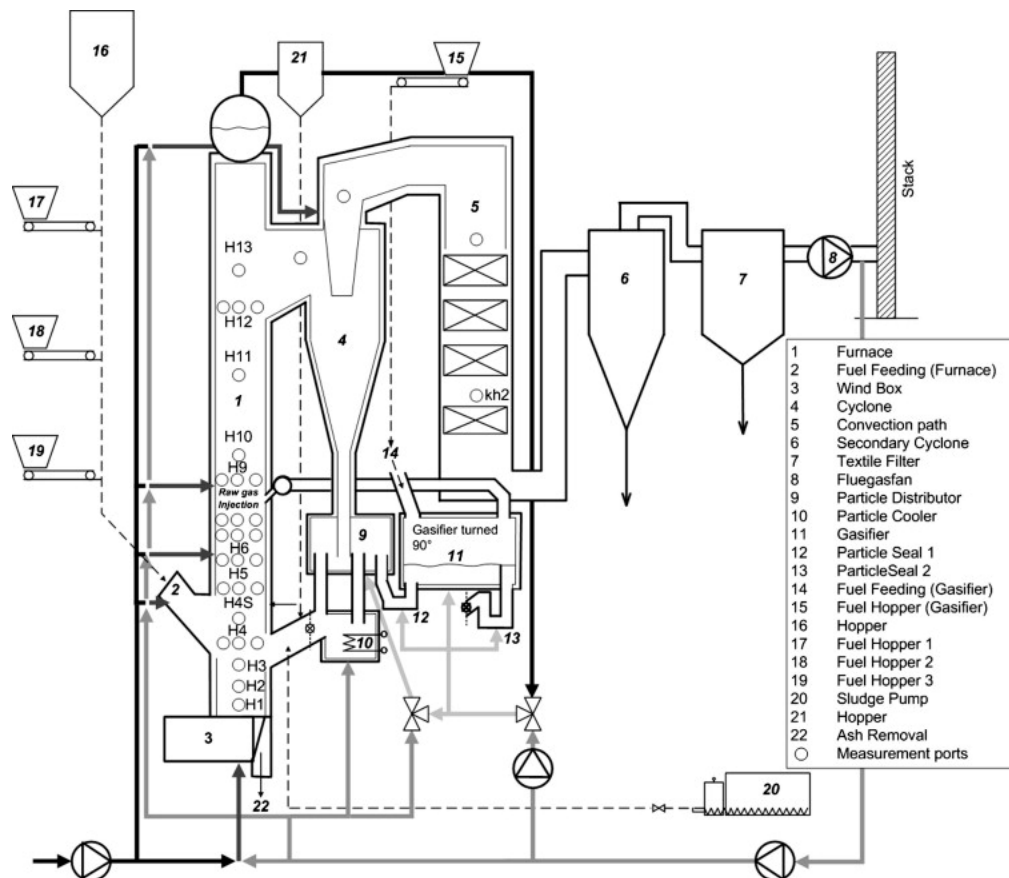 16
21
15
17
18
19
H13
H12
H11
1
H10
H9
Raw gas
Injection
H6
H5
H4S
H4
H3
H2
H1
2
3
22
4
5
kh2
14
9
Gasifier turned
90°
11
12
13
10
6
7
8
Stack
20
1 Furnace
2 Fuel Feeding (Furnace)
3 Wind Box
4 Cyclone
5 Convection path
6 Secondary Cyclone
7 Textile Filter
8 Fluegasfan
9 Particle Distributor
10 Particle Cooler
11 Gasifier
12 Particle Seal 1
13 ParticleSeal 2
14 Fuel Feeding (Gasifier)
15 Fuel Hopper (Gasifier)
16 Hopper
17 Fuel Hopper 1
18 Fuel Hopper 2
19 Fuel Hopper 3
20 Sludge Pump
21 Hopper
22 Ash Removal
Measurement ports